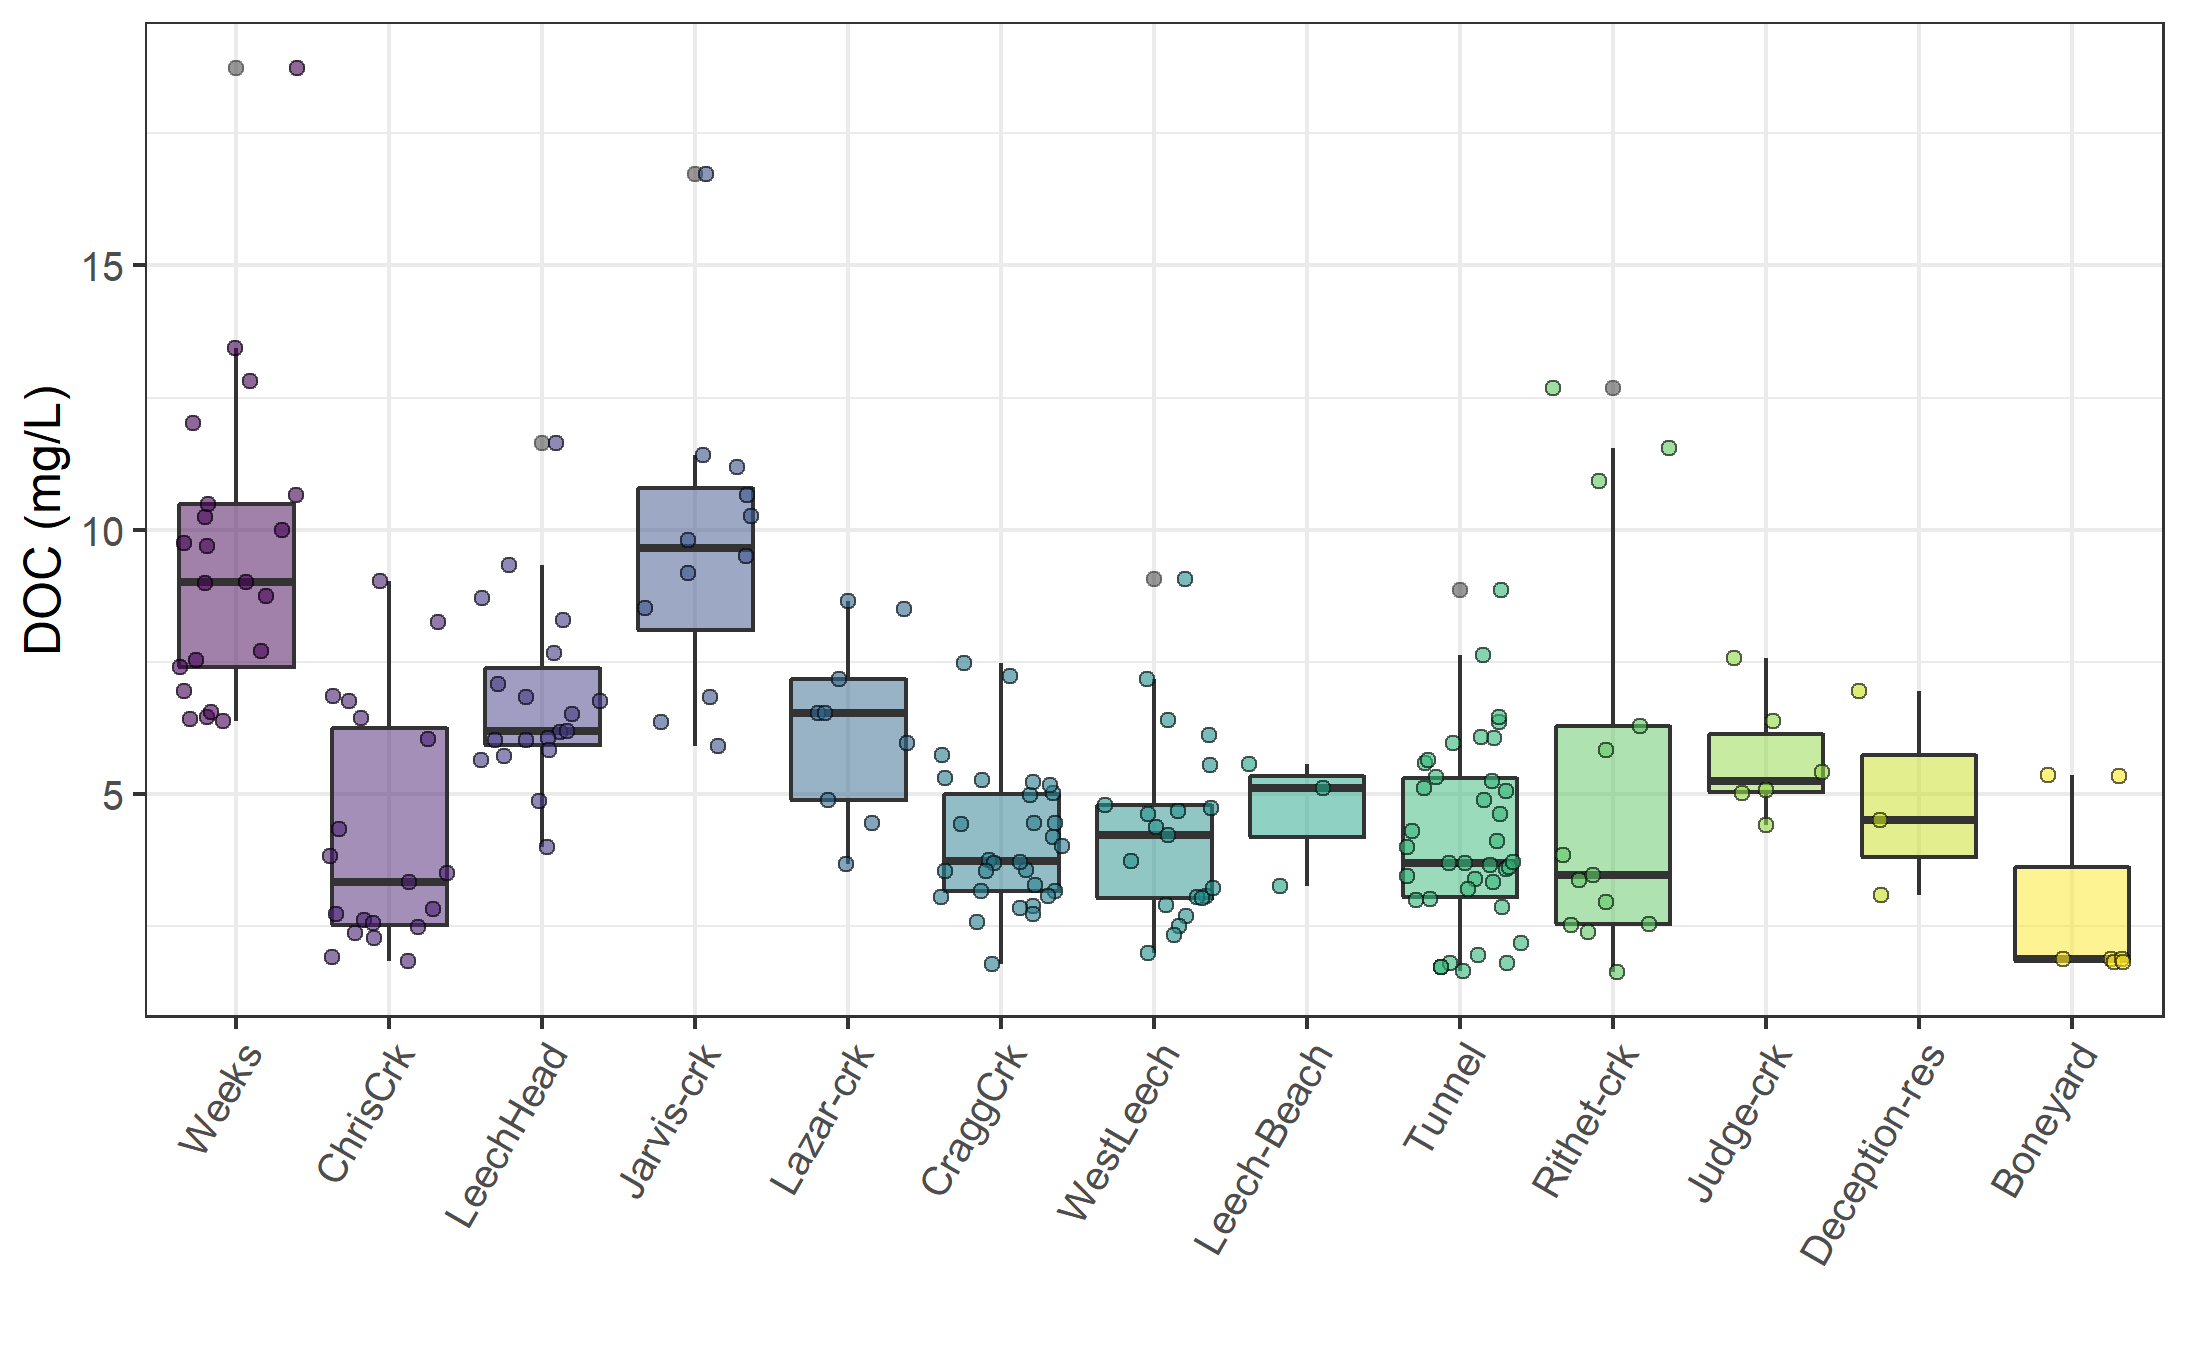 DOC (mg/L)
15
10
5
Weeks
ChrisCrk
LeechHead
Jarvis-crk
Lazar-crk
CraggCrk
WestLeech
Leech-Beach
Tunnel
Rithet-crk
Judge-crk
Deception-res
Boneyard